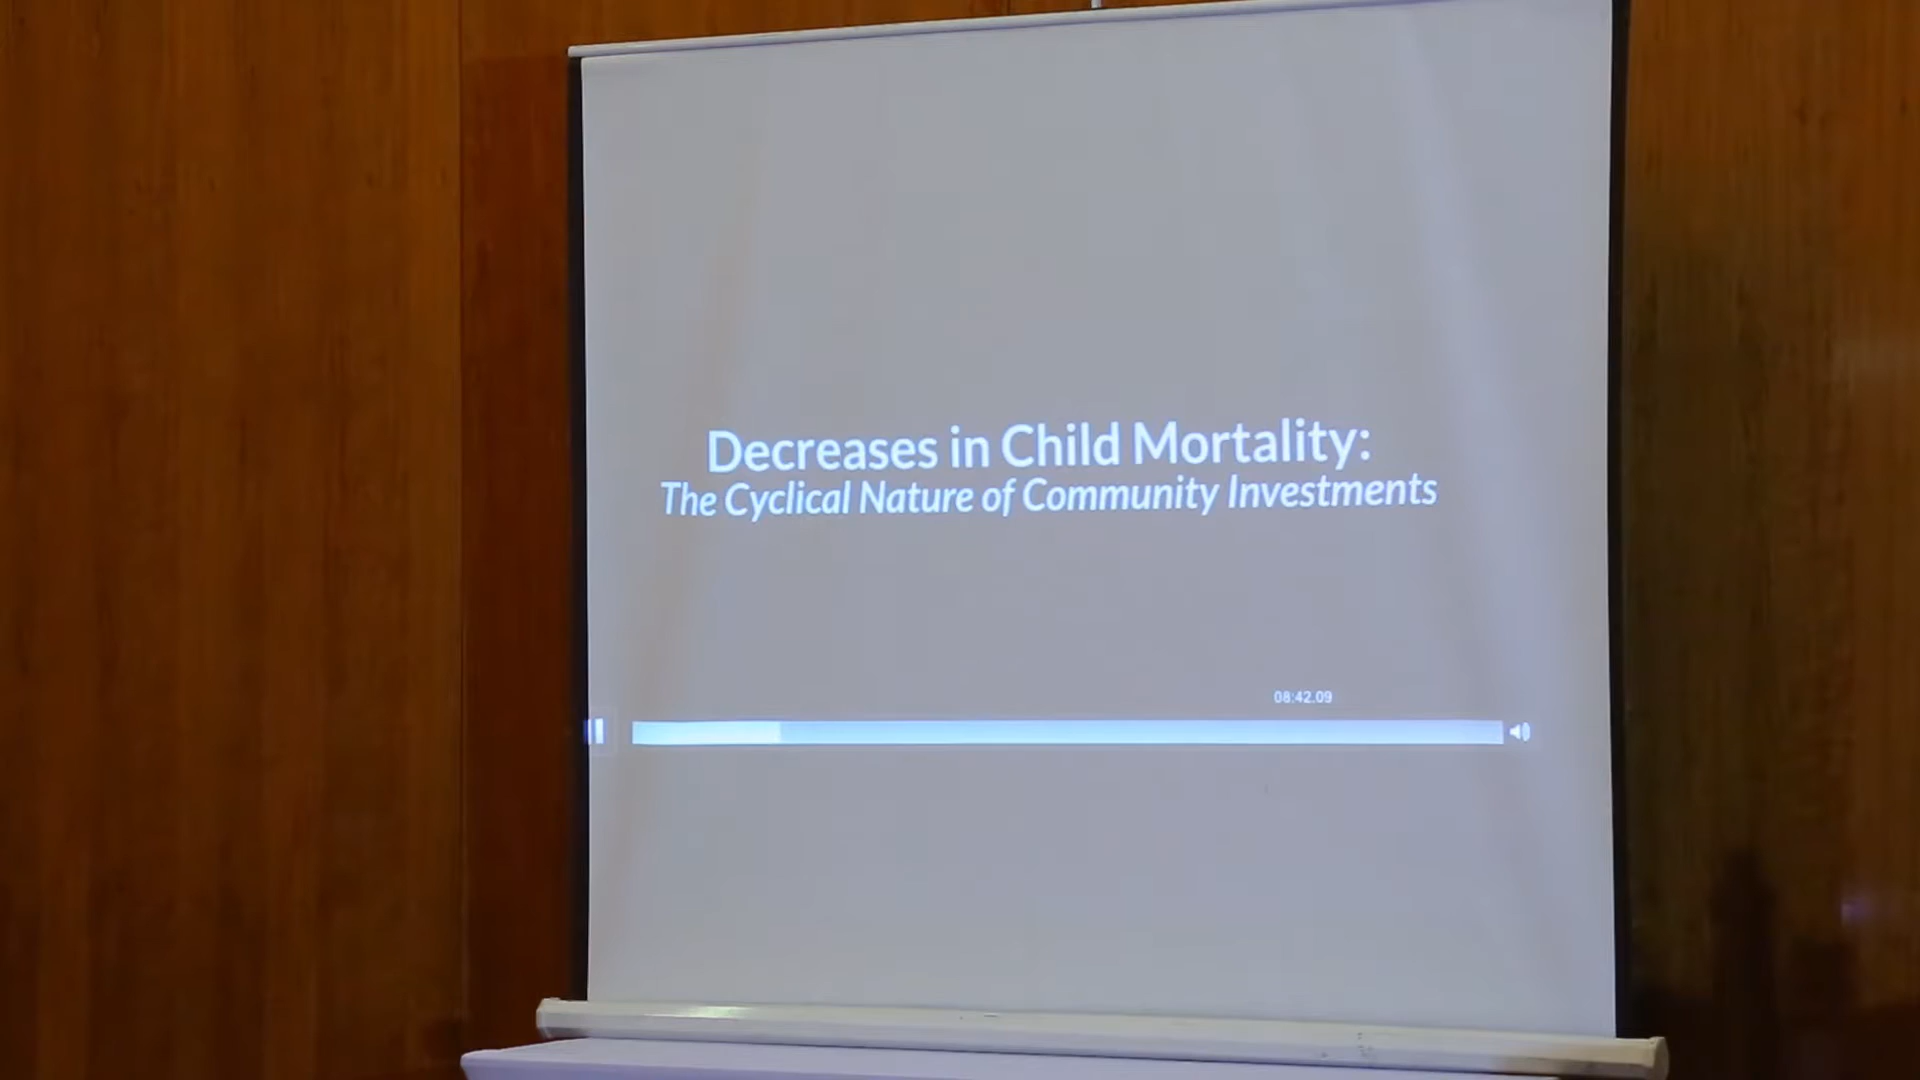 Decreases in Child Mortality:
The Cyclical Nature of Community Investments
08:42.09